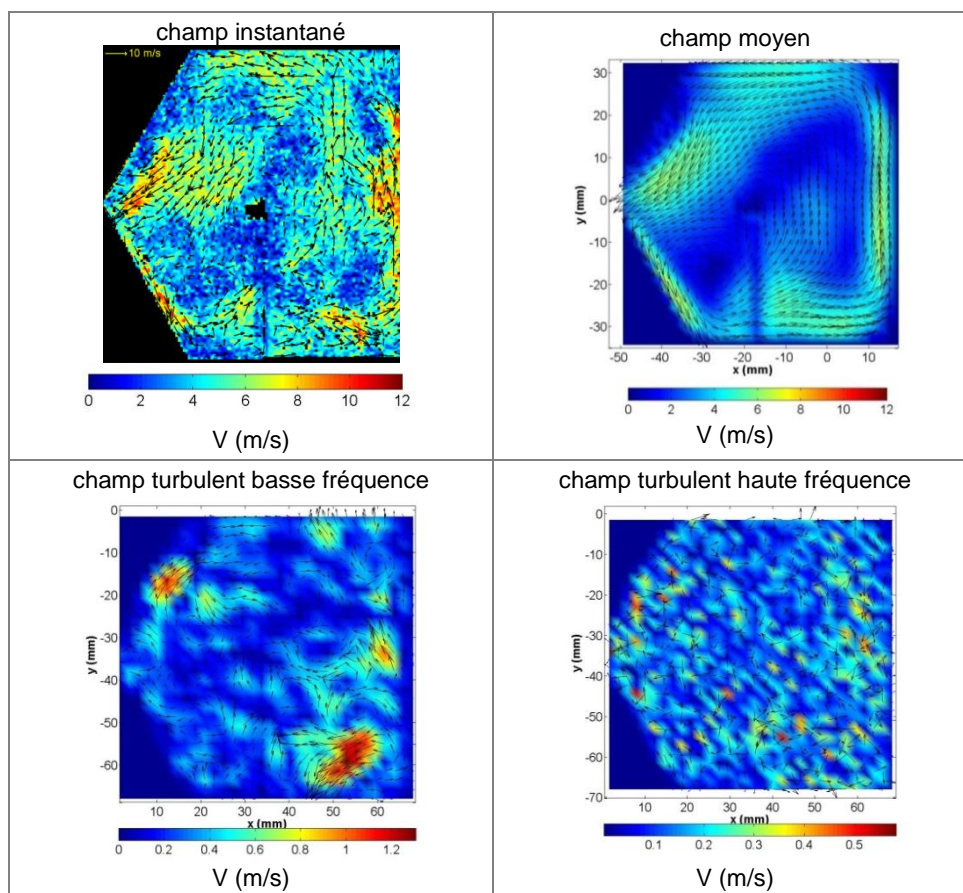 champ instantané
10 m/s
0 2 4 6 8 10 12
V (m/s)
champ moyen
30
20
10
0
-10
-20
-30
y (mm)
-50 -40 -30 -20 -10 0 10
x (mm)
0 2 4 6 8 10 12
V (m/s)
champ turbulent basse fréquence
0
-10
-20
-30
-40
-50
-60
y (mm)
10 20 30 40 50 60
x (mm)
0 0.2 0.4 0.6 0.8 1 1.2
V (m/s)
champ turbulent haute fréquence
0
-10
-20
-30
-40
-50
-60
-70
y (mm)
10 20 30 40 50 60
x (mm)
0.1 0.2 0.3 0.4 0.5
V (m/s)